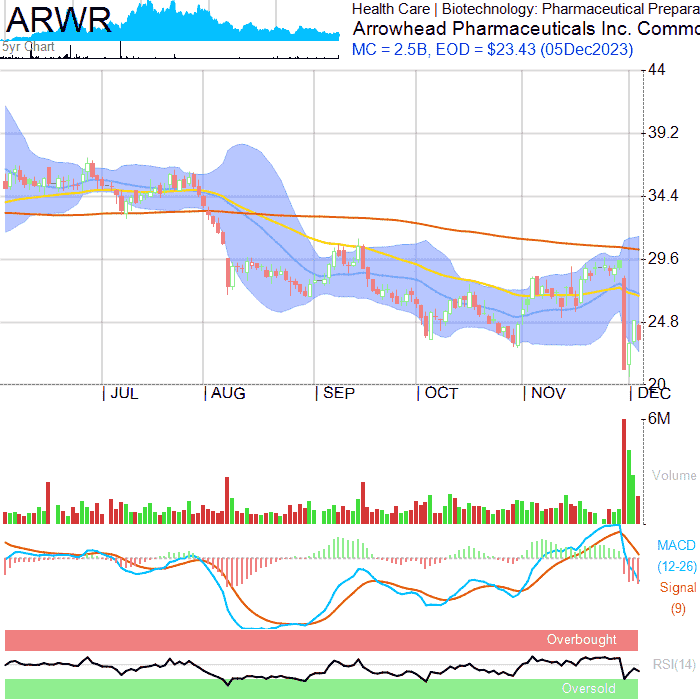 ARWR
5yr Chart
Health Care | Biotechnology: Pharmaceutical Prepara
Arrowhead Pharmaceuticals Inc. Commo
MC = 2.5B, EOD = $23.43 (05Dec2023)
44
39.2
34.4
29.6
24.8
20
JUL
AUG
SEP
OCT
NOV
DEC
6M
Volume
MACD
(12-26)
Signal
(9)
Overbought
RSI(14)
Oversold